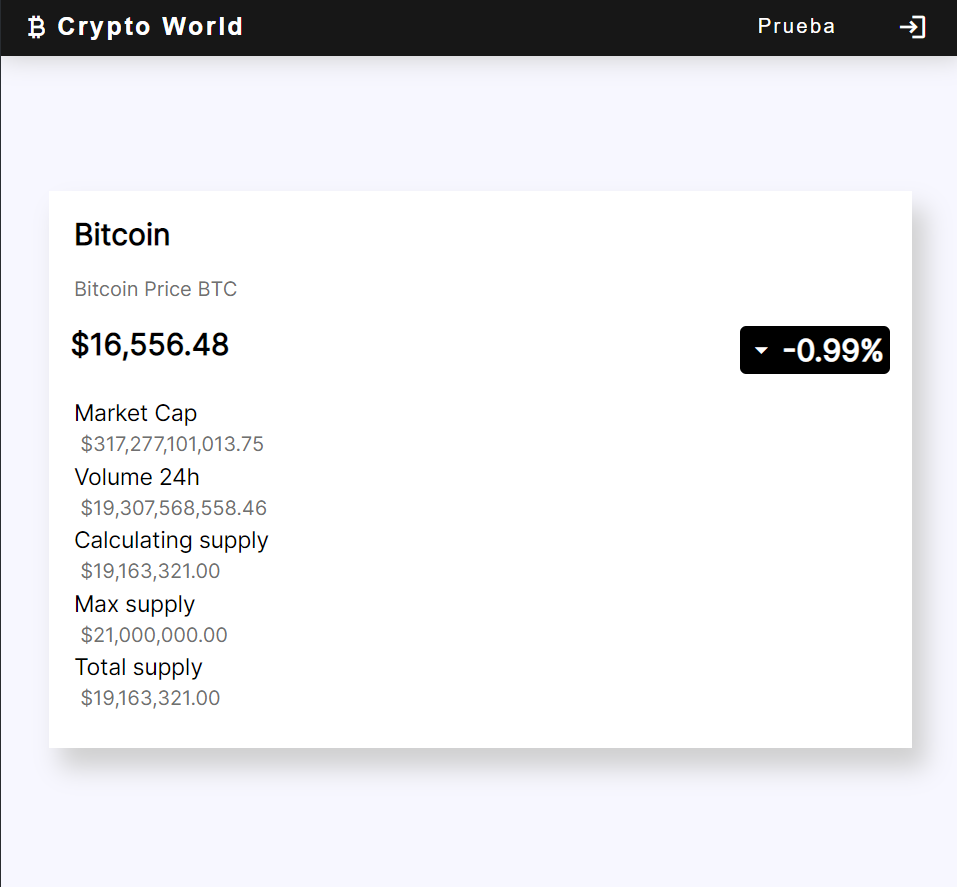 Crypto World
Prueba
Bitcoin
Bitcoin Price BTC
$16,556.48
-0.99%
Market Cap
$317,277,101,013.75
Volume 24h
$19,307,568,558.46
Calculating supply
$19,163,321.00
Max supply
$21,000,000.00
Total supply
$19,163,321.00